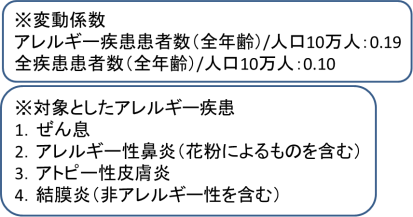 ※変動係数
アレルギー疾患患者数（全年齢）/人口10万人：0.19
全疾患患者数（全年齢）/人口10万人：0.10
※対象としたアレルギー疾患
1. ぜん息
2. アレルギー性鼻炎（花粉によるものを含む）
3. アトピー性皮膚炎
4. 結膜炎（非アレルギー性を含む）